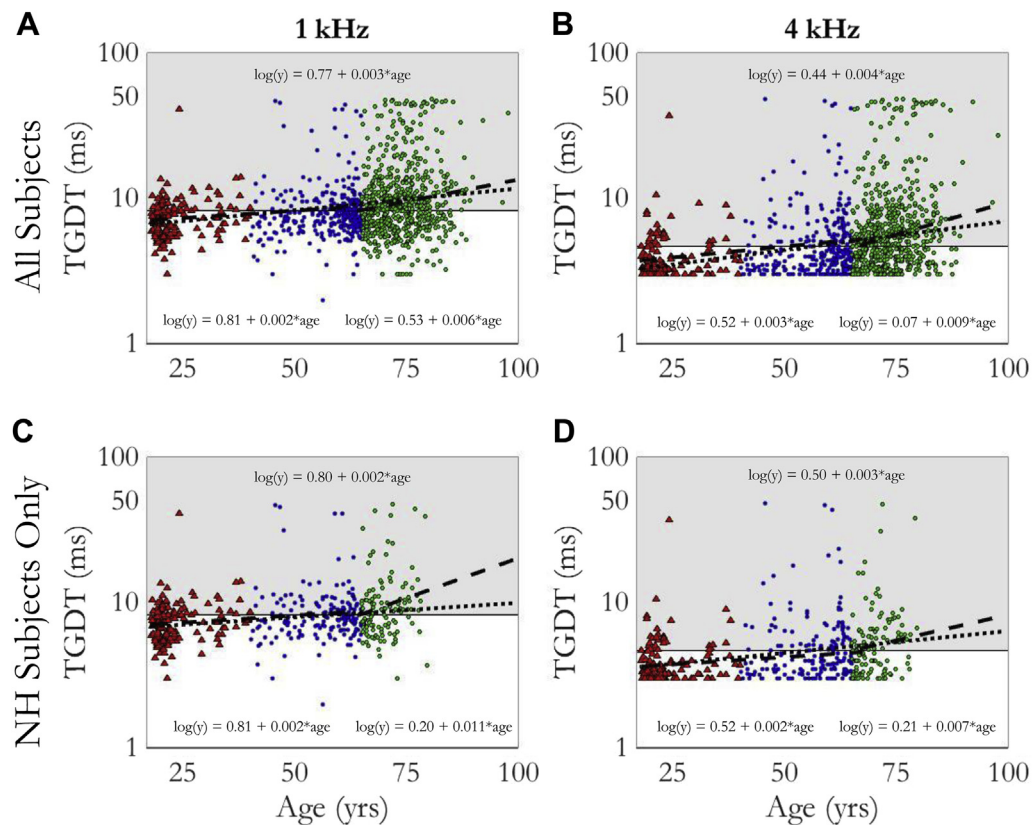 A
1 kHz
B
4 kHz
All Subjects
TGDT (ms)
100
50
10
1
log(y) = 0.77 + 0.003*age
log(y) = 0.81 + 0.002*age
log(y) = 0.53 + 0.006*age
25
50
75
100
TGDT (ms)
100
50
10
1
log(y) = 0.44 + 0.004*age
log(y) = 0.52 + 0.003*age
log(y) = 0.07 + 0.009*age
25
50
75
100
C
D
NH Subjects Only
TGDT (ms)
100
50
10
1
log(y) = 0.80 + 0.002*age
log(y) = 0.81 + 0.002*age
log(y) = 0.20 + 0.011*age
25
50
75
100
Age (yrs)
TGDT (ms)
100
50
10
1
log(y) = 0.50 + 0.003*age
log(y) = 0.52 + 0.002*age
log(y) = 0.21 + 0.007*age
25
50
75
100
Age (yrs)